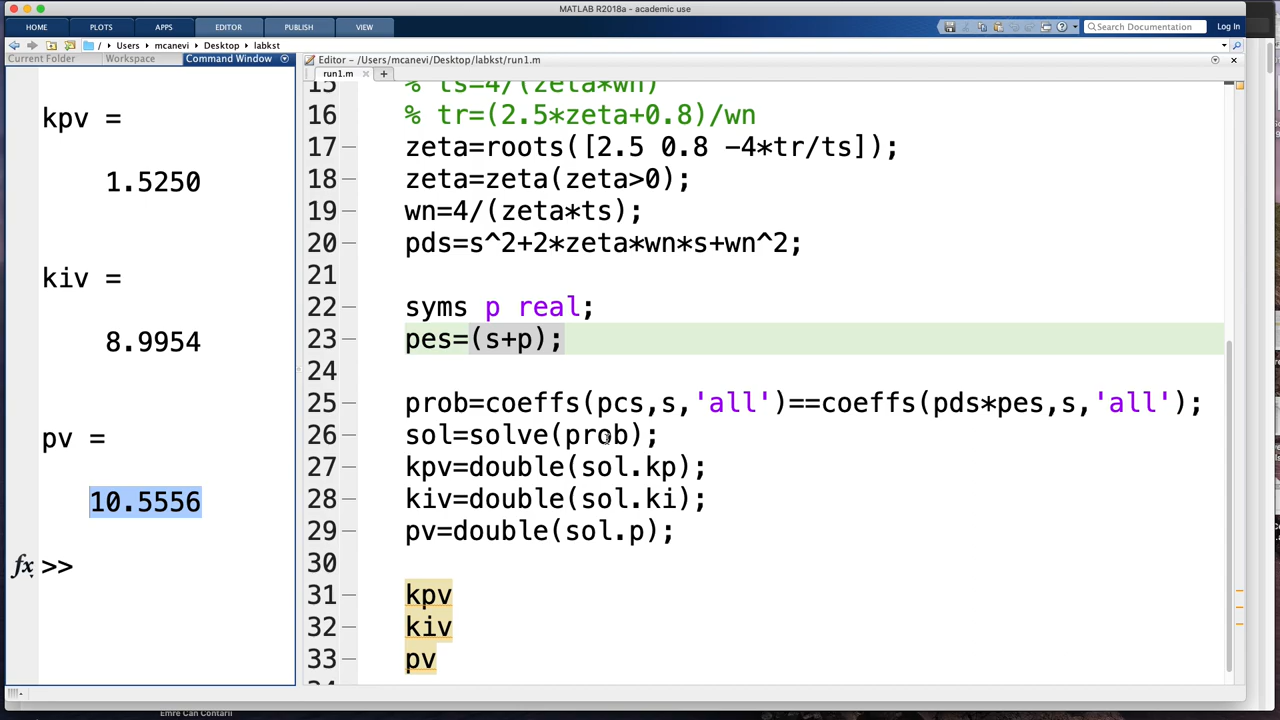 MATLAB R2018a - academic use
HOME PLOTS APPS EDITOR PUBLISH VIEW Search Documentation Log In
/ Users mcanevi Desktop labkst
Current Folder Workspace Command Window
Editor – /Users/mcanevi/Desktop/labkst/run1.m
run1.m
kpv =
1.5250
kiv =
8.9954
pv =
10.5556
fx >>
15 % ts=4/(zeta*wn)
16 % tr=(2.5*zeta+0.8)/wn
17 zeta=roots([2.5 0.8 -4*tr/ts]);
18 zeta=zeta(zeta>0);
19 wn=4/(zeta*ts);
20 pds=s^2+2*zeta*wn*s+wn^2;
21
22 syms p real;
23 pes=(s+p);
24
25 prob=coeffs(pcs,s,'all')==coeffs(pds*pes,s,'all');
26 sol=solve(prob);
27 kpv=double(sol.kp);
28 kiv=double(sol.ki);
29 pv=double(sol.p);
30
31 kpv
32 kiv
33 pv
Emre Can Contarli